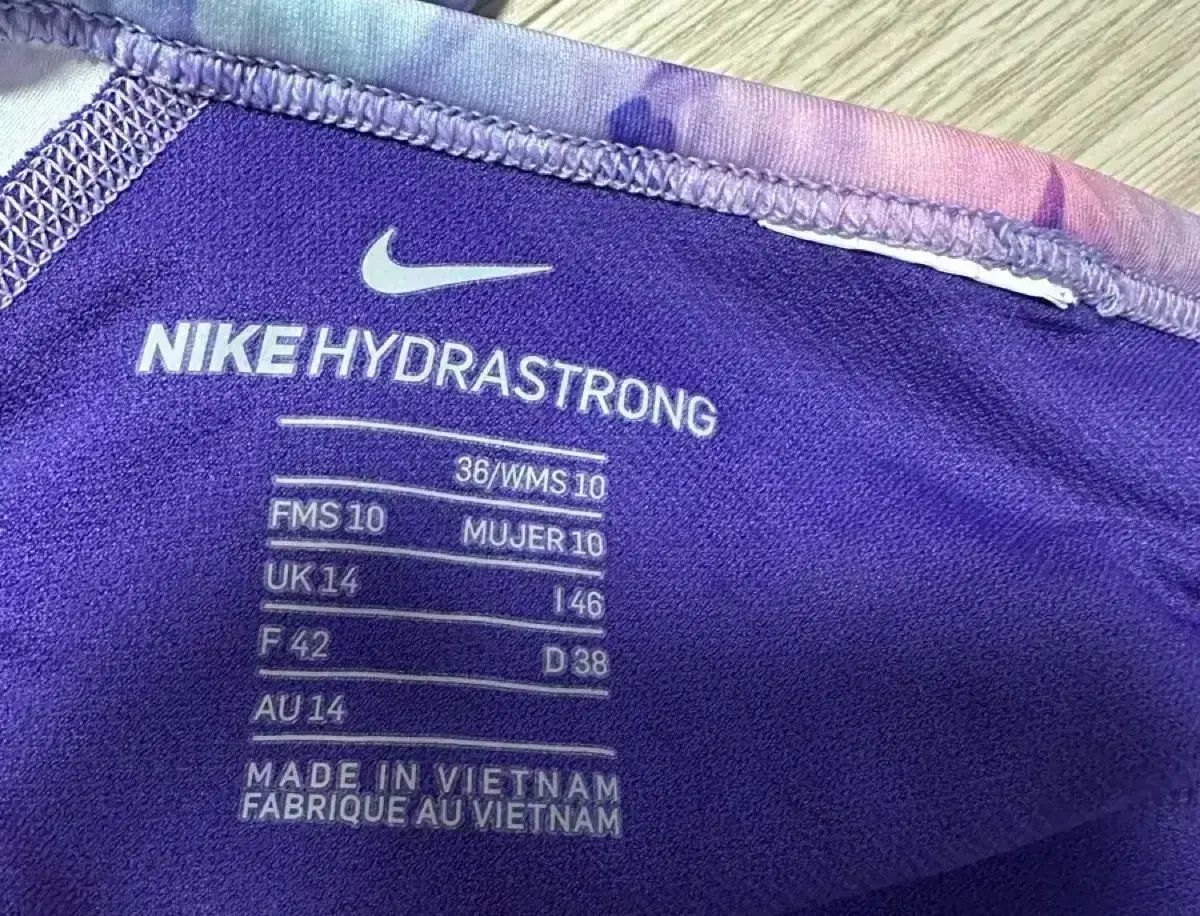 NIKE HYDRASTRONG
36/WMS 10
FMS 10 MUJER 10
UK 14 I 46
F 42 D 38
AU 14
MADE IN VIETNAM
FABRIQUE AU VIETNAM